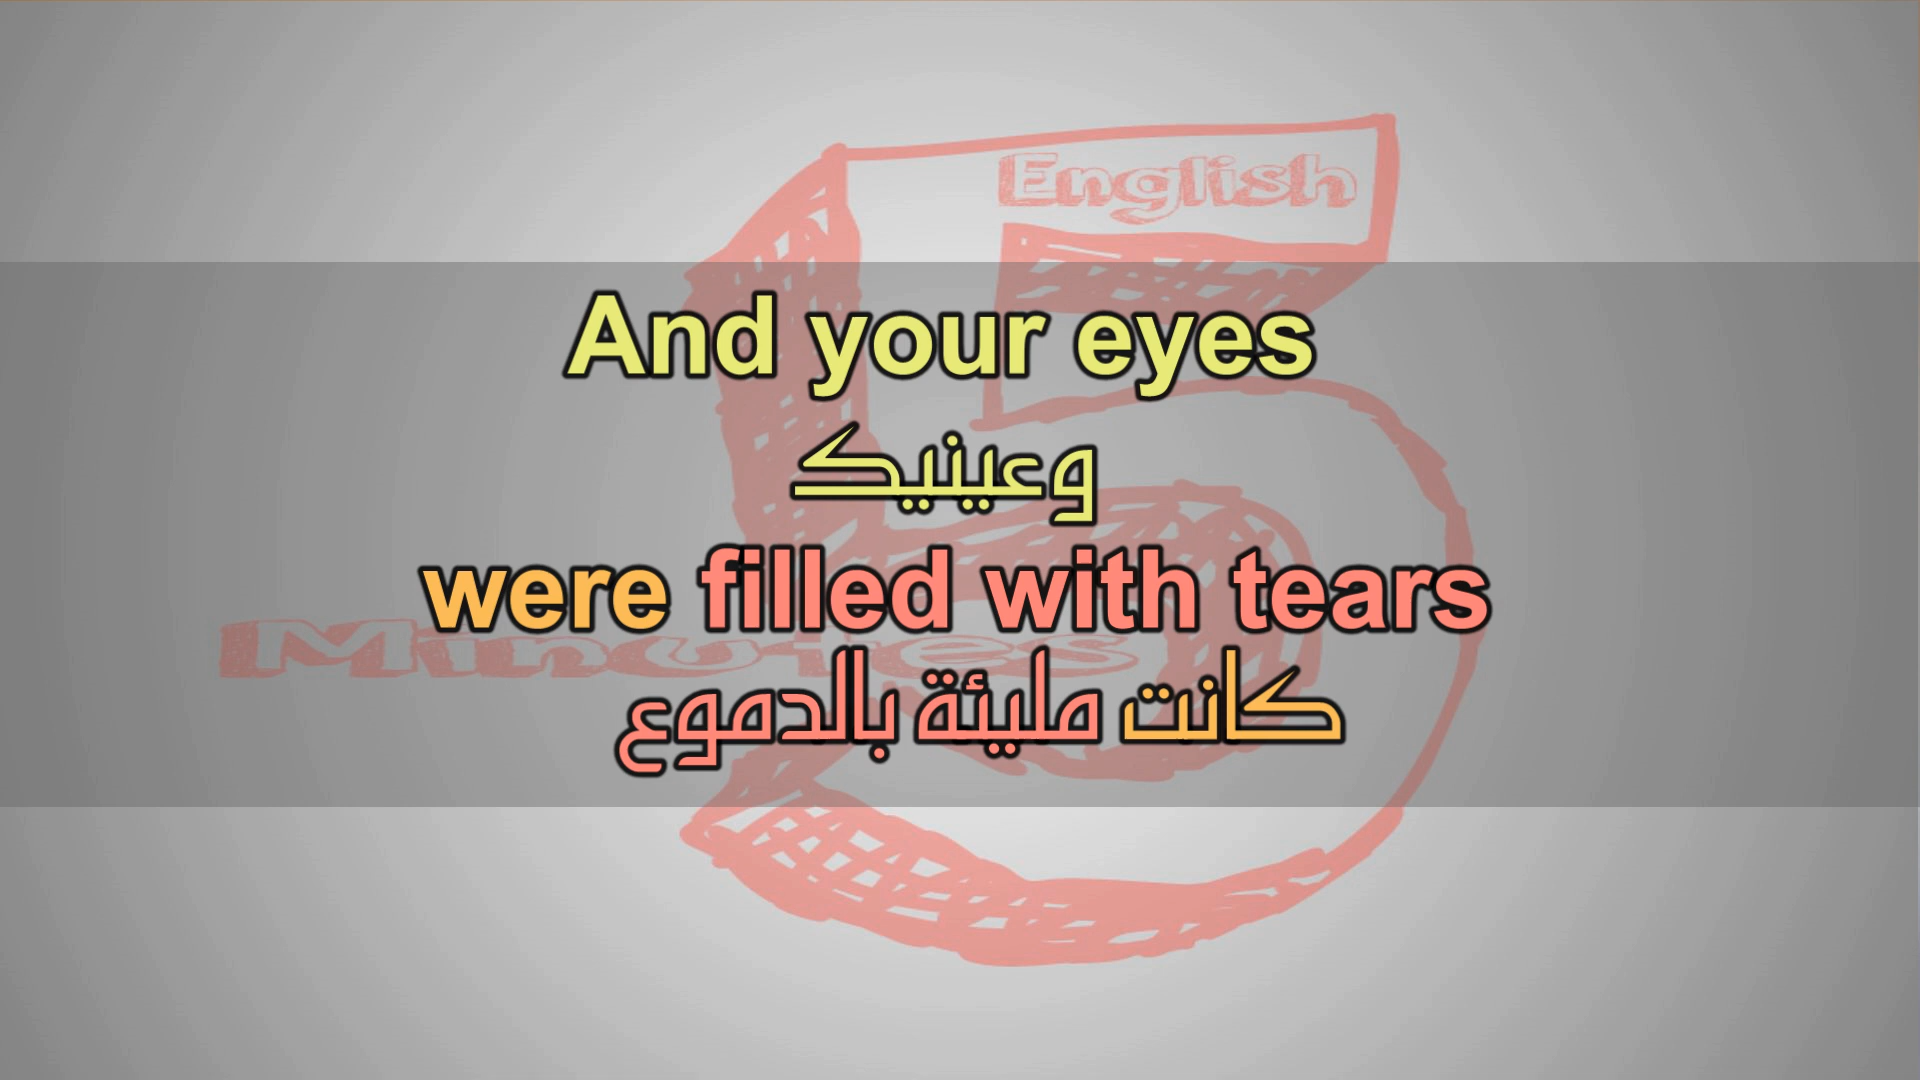 English
And your eyes
وعينيك
were filled with tears
Minutes
كانت مليئة بالدموع